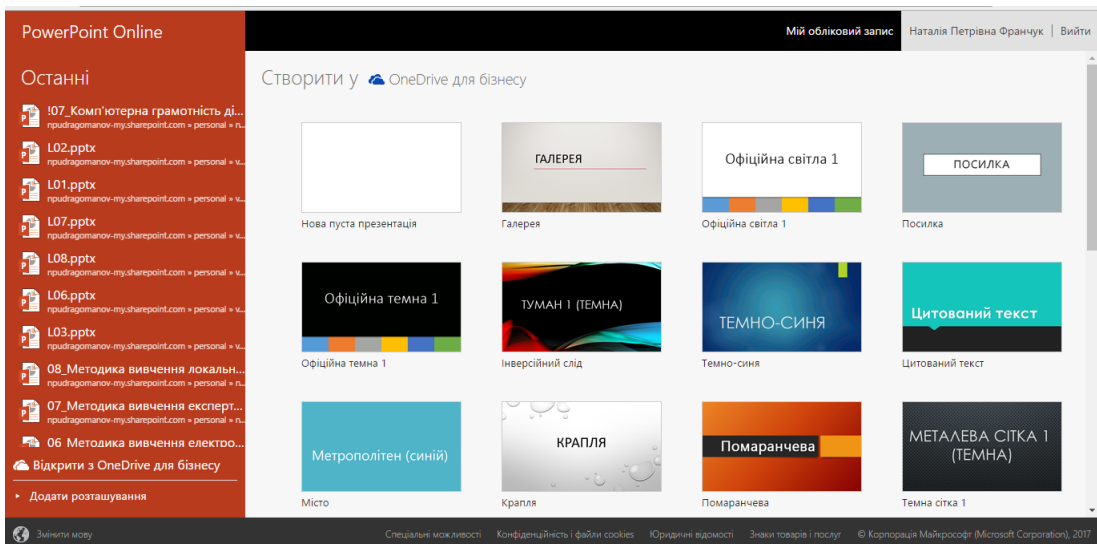 PowerPoint Online
Мій обліковий запис
Наталія Петрівна Франчук | Вийти
Останні
!07_Комп'ютерна грамотність ді...
npudragomanov-my.sharepoint.com » personal » n...
L02.pptx
npudragomanov-my.sharepoint.com » personal » v...
L01.pptx
npudragomanov-my.sharepoint.com » personal » v...
L07.pptx
npudragomanov-my.sharepoint.com » personal » v...
L08.pptx
npudragomanov-my.sharepoint.com » personal » v...
L06.pptx
npudragomanov-my.sharepoint.com » personal » v...
L03.pptx
npudragomanov-my.sharepoint.com » personal » v...
08_Методика вивчення локальн...
npudragomanov-my.sharepoint.com » personal » n...
07_Методика вивчення експерт...
npudragomanov-my.sharepoint.com » personal » n...
06 Методика вивчення електро...
Відкрити з OneDrive для бізнесу
Додати розташування
Створити у OneDrive для бізнесу
Нова пуста презентація
ГАЛЕРЕЯ
Галерея
Офіційна світла 1
Офіційна світла 1
ПОСИЛКА
Посилка
Офіційна темна 1
Офіційна темна 1
ТУМАН 1 (ТЕМНА)
Інверсійний слід
ТЕМНО-СИНЯ
Темно-синя
Цитований текст
Цитований текст
Метрополітен (синій)
Місто
КРАПЛЯ
Крапля
Помаранчева
Помаранчева
МЕТАЛЕВА СІТКА 1
(ТЕМНА)
Темна сітка 1
Змінити мову
Спеціальні можливості
Конфіденційність і файли cookies
Юридичні відомості
Знаки товарів і послуг
© Корпорація Майкрософт (Microsoft Corporation), 2017